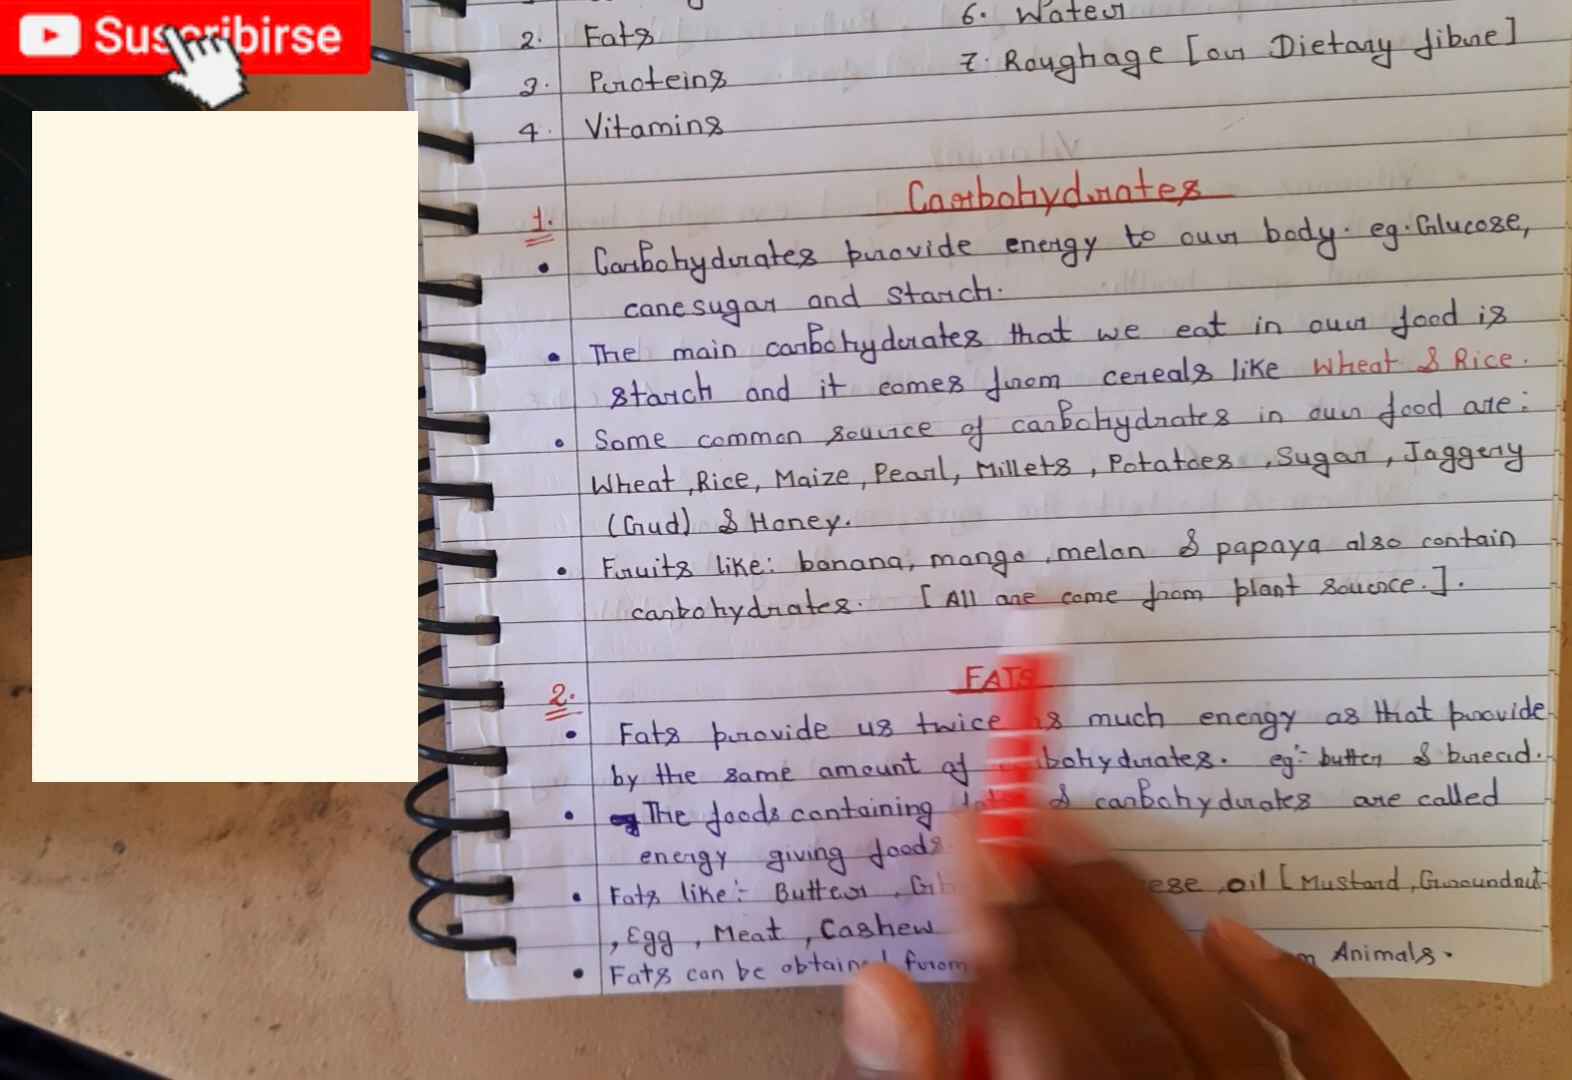 Suscribirse
2. Fats
3. Proteins
4. Vitamins
6. Water
7. Roughage [or Dietary fibre]
1. Carbohydrates
• Carbohydrates provide energy to our body. eg. Glucose,
cane sugar and starch.
• The main carbohydrates that we eat in our food is
starch and it comes from cereals like Wheat & Rice.
• Some common source of carbohydrates in our food are:
Wheat, Rice, Maize, Pearl, Millets, Potatoes, Sugar, Jaggery
(Gud) & Honey.
• Fruits like: banana, mango, melon & papaya also contain
carbohydrates. [All are come from plant source.].
2. FATS
• Fats provide us twice as much energy as that provide
by the same amount of carbohydrates. eg:- butter & bread.
• The foods containing & carbohydrates are called
energy giving foods
• Fats like:- Butter, oil [Mustard, Groundnut-
, Egg, Meat, Cashew
• Fats can be obtained from Animals.